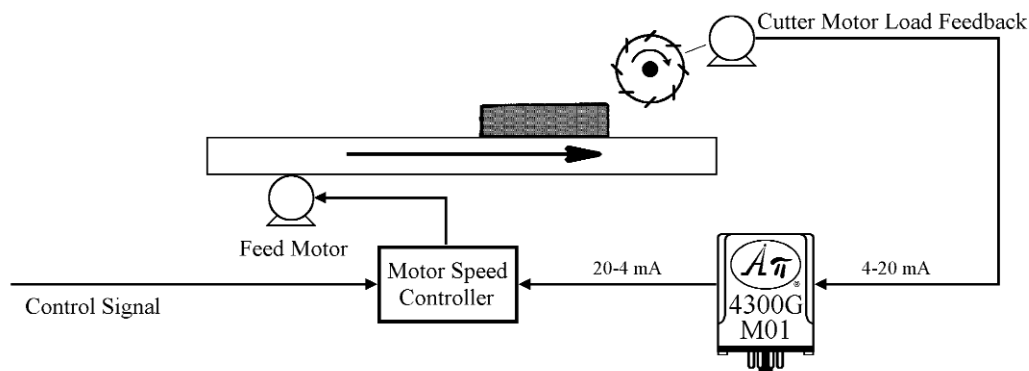 Cutter Motor Load Feedback
Feed Motor
Motor Speed
Controller
20-4 mA
4-20 mA
Control Signal
Aπ
®
4300G
M01